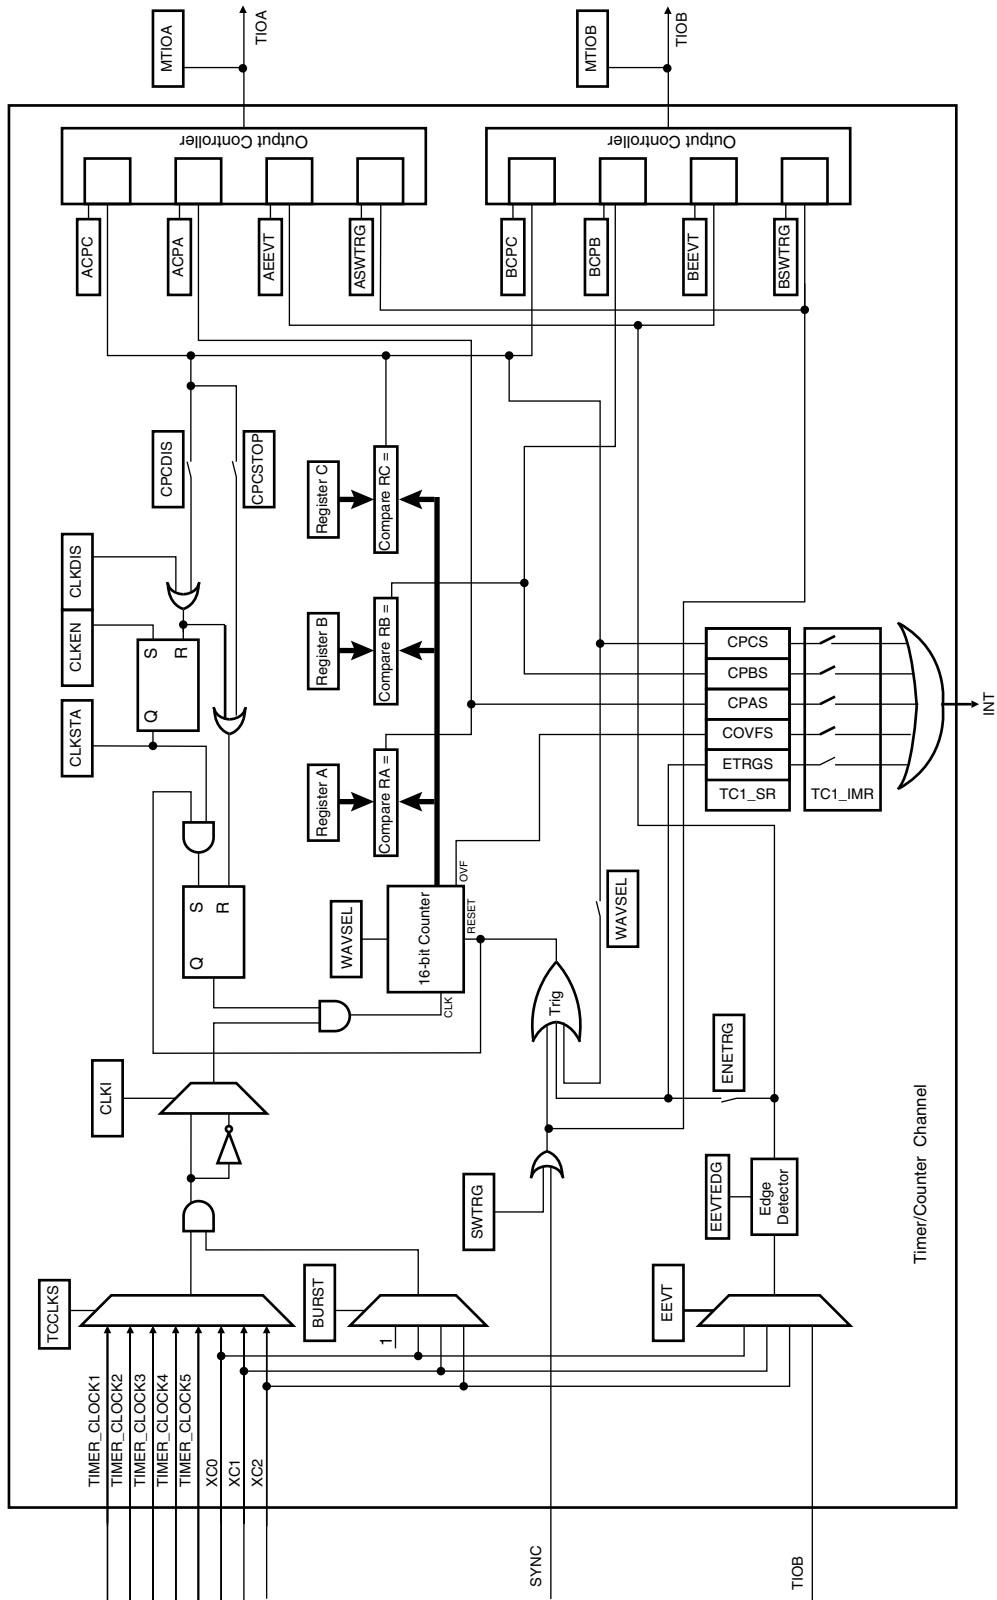 MTIOA
TIOA
MTIOB
TIOB
Output Controller
Output Controller
ACPC
ACPA
AEEVT
ASWTRG
BCPC
BCPB
BEEVT
BSWTRG
CPCDIS
CPCSTOP
CLKDIS
CLKEN
CLKSTA
S
R
Q
Register C
Compare RC =
Register B
Compare RB =
Register A
Compare RA =
CPCS
CPBS
CPAS
COVFS
ETRGS
TC1_SR
TC1_IMR
INT
S
R
Q
WAVSEL
16-bit Counter
OVF
RESET
CLK
WAVSEL
Trig
CLKI
ENETRG
SWTRG
EEVTEDG
Edge
Detector
Timer/Counter Channel
TCCLKS
BURST
1
EEVT
TIMER_CLOCK1
TIMER_CLOCK2
TIMER_CLOCK3
TIMER_CLOCK4
TIMER_CLOCK5
XC0
XC1
XC2
SYNC
TIOB